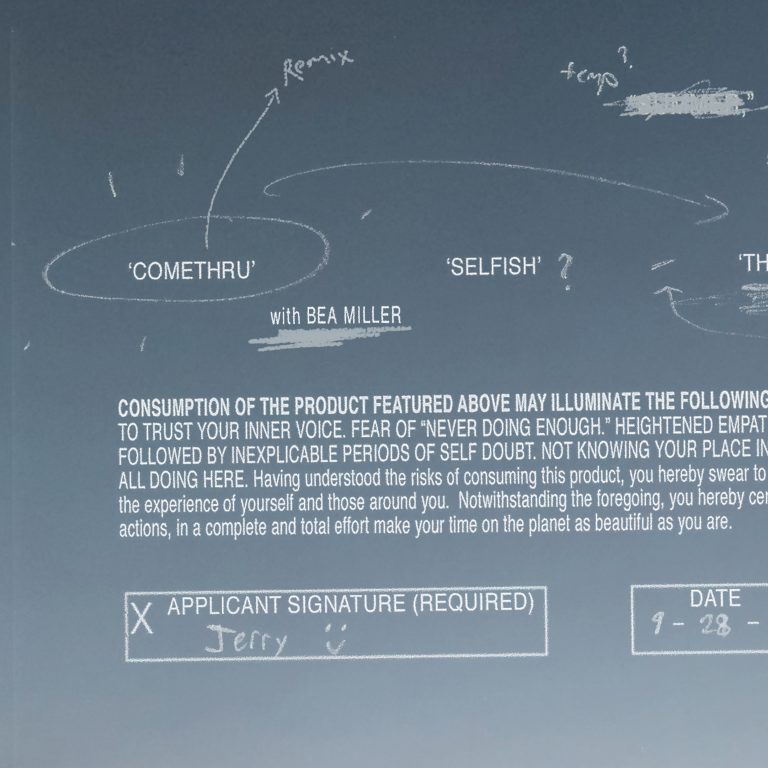 Remix
temp?
'COMETHRU'
'SELFISH' ?
'TH
with BEA MILLER
CONSUMPTION OF THE PRODUCT FEATURED ABOVE MAY ILLUMINATE THE FOLLOWING
TO TRUST YOUR INNER VOICE. FEAR OF “NEVER DOING ENOUGH.” HEIGHTENED EMPAT
FOLLOWED BY INEXPLICABLE PERIODS OF SELF DOUBT. NOT KNOWING YOUR PLACE IN
ALL DOING HERE. Having understood the risks of consuming this product, you hereby swear to
the experience of yourself and those around you. Notwithstanding the foregoing, you hereby cer
actions, in a complete and total effort make your time on the planet as beautiful as you are.
X APPLICANT SIGNATURE (REQUIRED)
Jerry
DATE
9 - 28 -